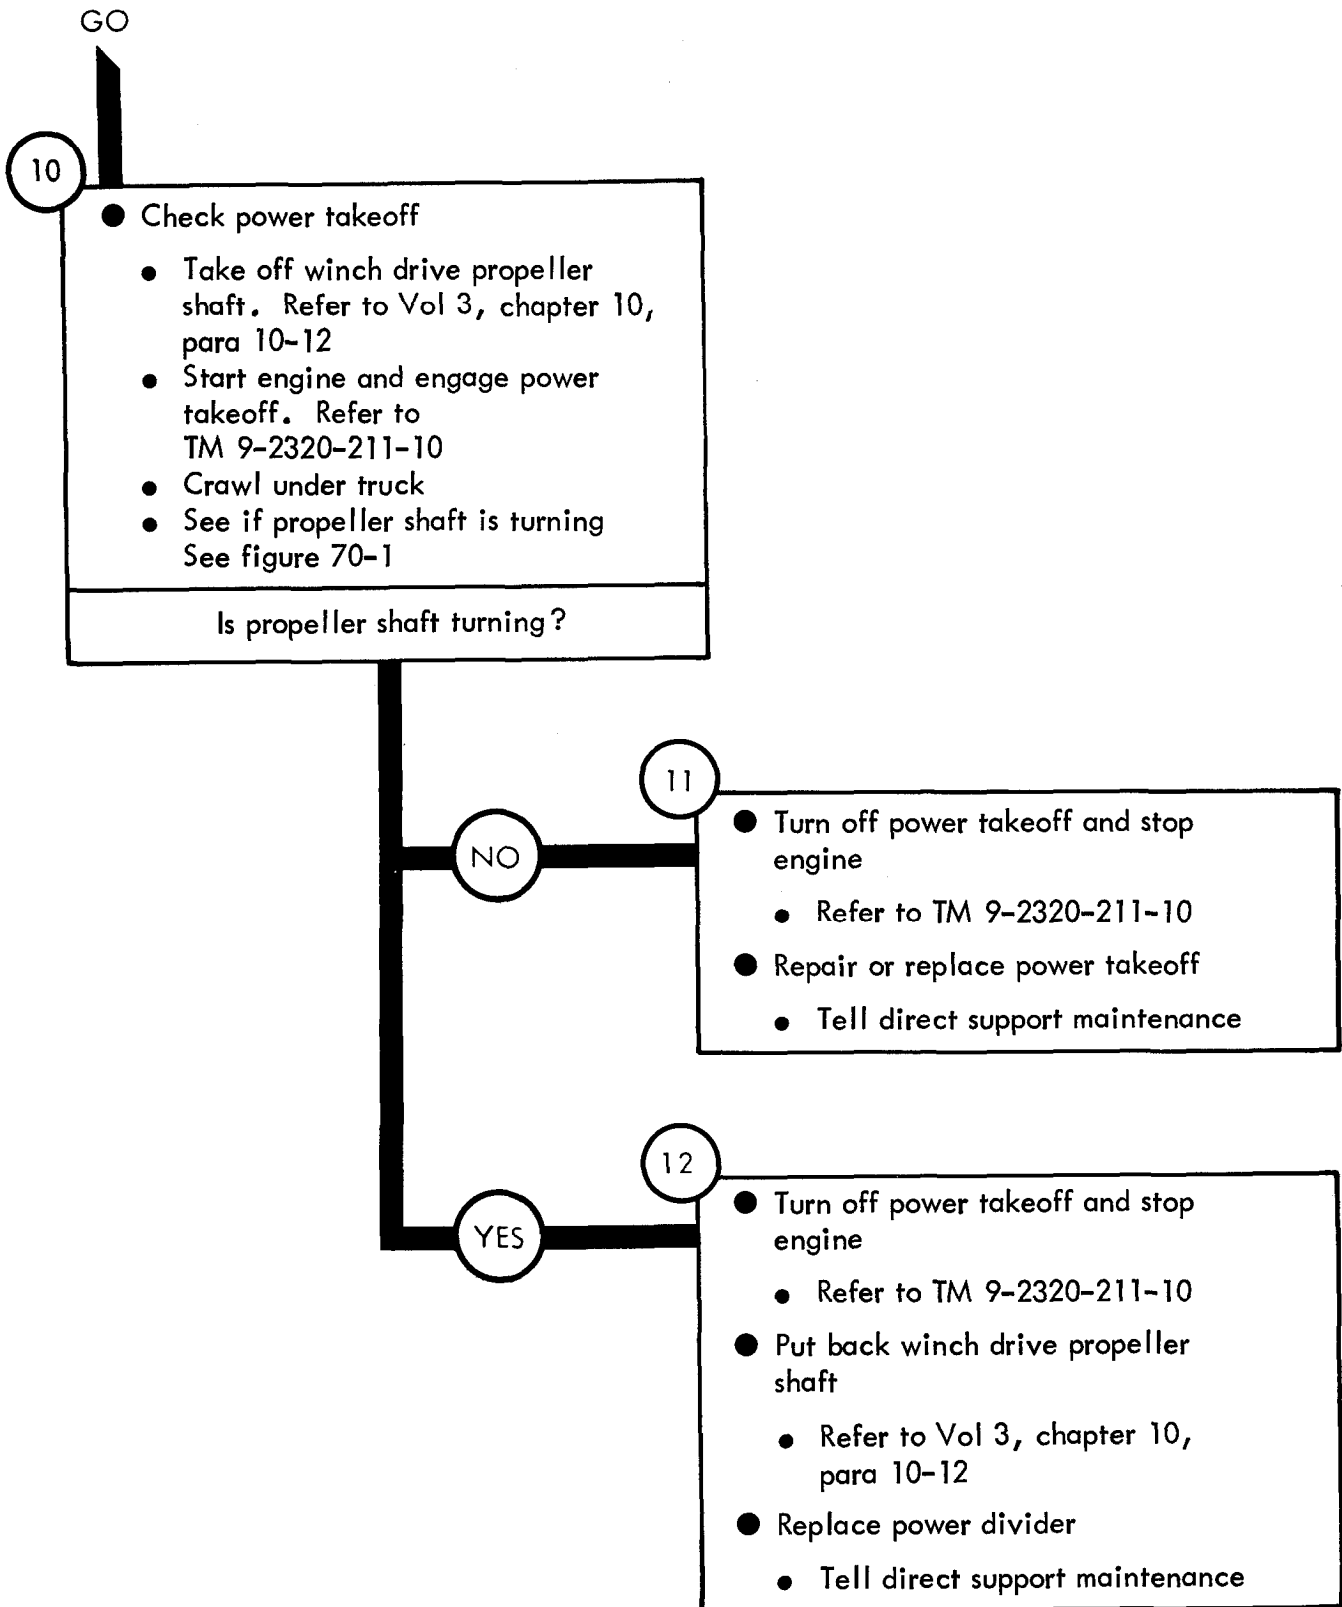 GO
10
● Check power takeoff
● Take off winch drive propeller
shaft. Refer to Vol 3, chapter 10,
para 10-12
● Start engine and engage power
takeoff. Refer to
TM 9-2320-211-10
● Crawl under truck
● See if propeller shaft is turning
See figure 70-1
Is propeller shaft turning?
NO
11
● Turn off power takeoff and stop
engine
● Refer to TM 9-2320-211-10
● Repair or replace power takeoff
● Tell direct support maintenance
YES
12
● Turn off power takeoff and stop
engine
● Refer to TM 9-2320-211-10
● Put back winch drive propeller
shaft
● Refer to Vol 3, chapter 10,
para 10-12
● Replace power divider
● Tell direct support maintenance